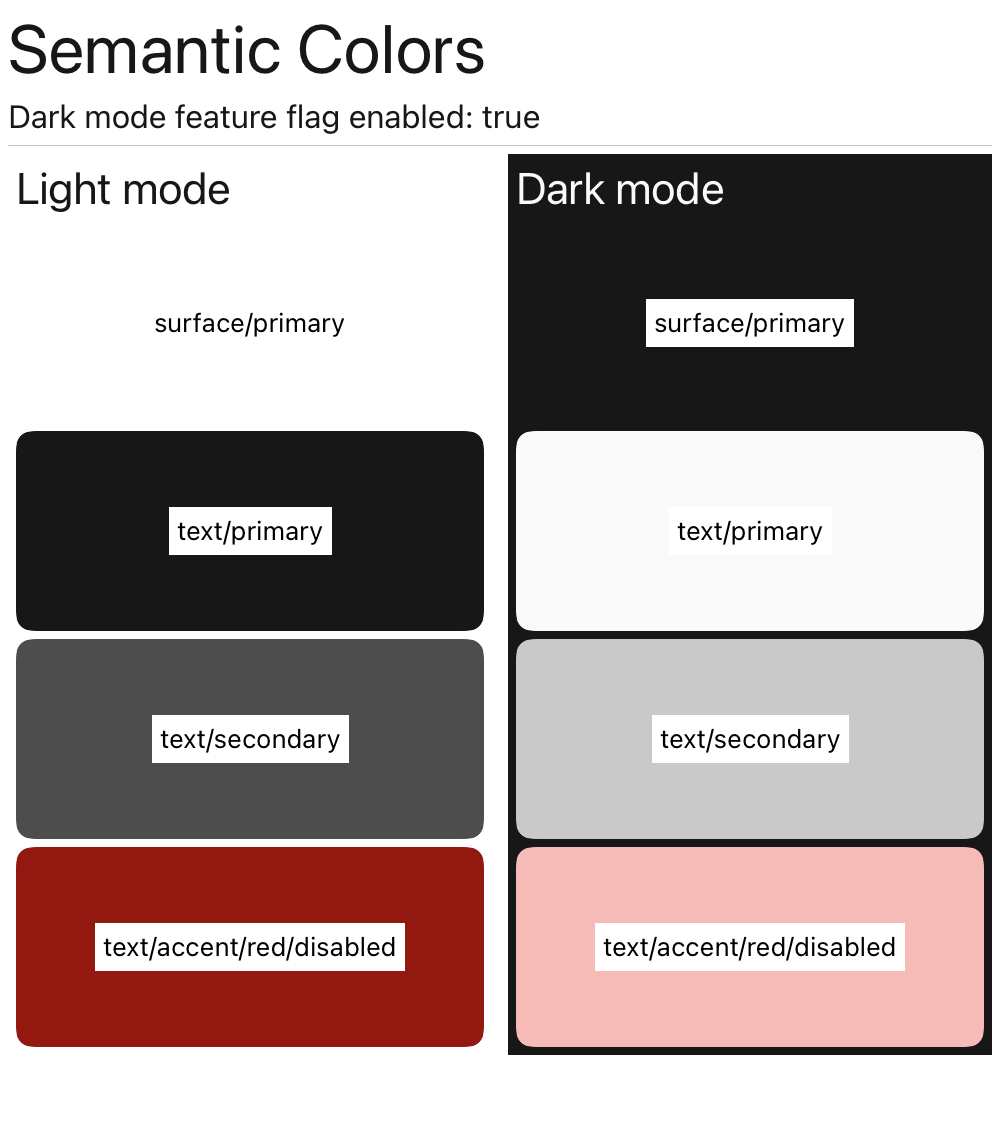 Semantic Colors
Dark mode feature flag enabled: true
Light mode
surface/primary
text/primary
text/secondary
text/accent/red/disabled
Dark mode
surface/primary
text/primary
text/secondary
text/accent/red/disabled